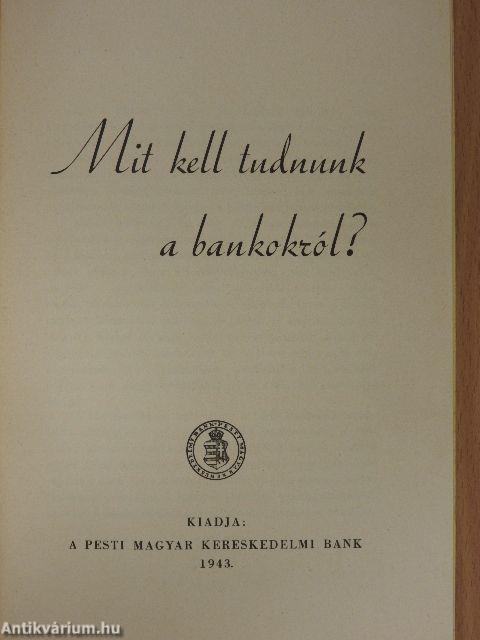 Mit kell tudnunk
a bankokról?
KIADJA:
A PESTI MAGYAR KERESKEDELMI BANK
1943.
Antikvárium.hu